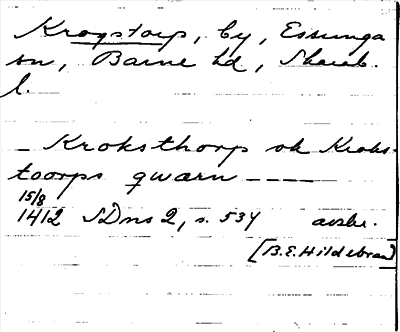 Krogstorp, by, Essunga
sn, Barne hd, Skarab.
l.
_ Kroksthorp ok Kroks-
toorps qwarn ----
15/8
1412 SDns 2, s. 534 avskr.
[B.E. Hildebrand]